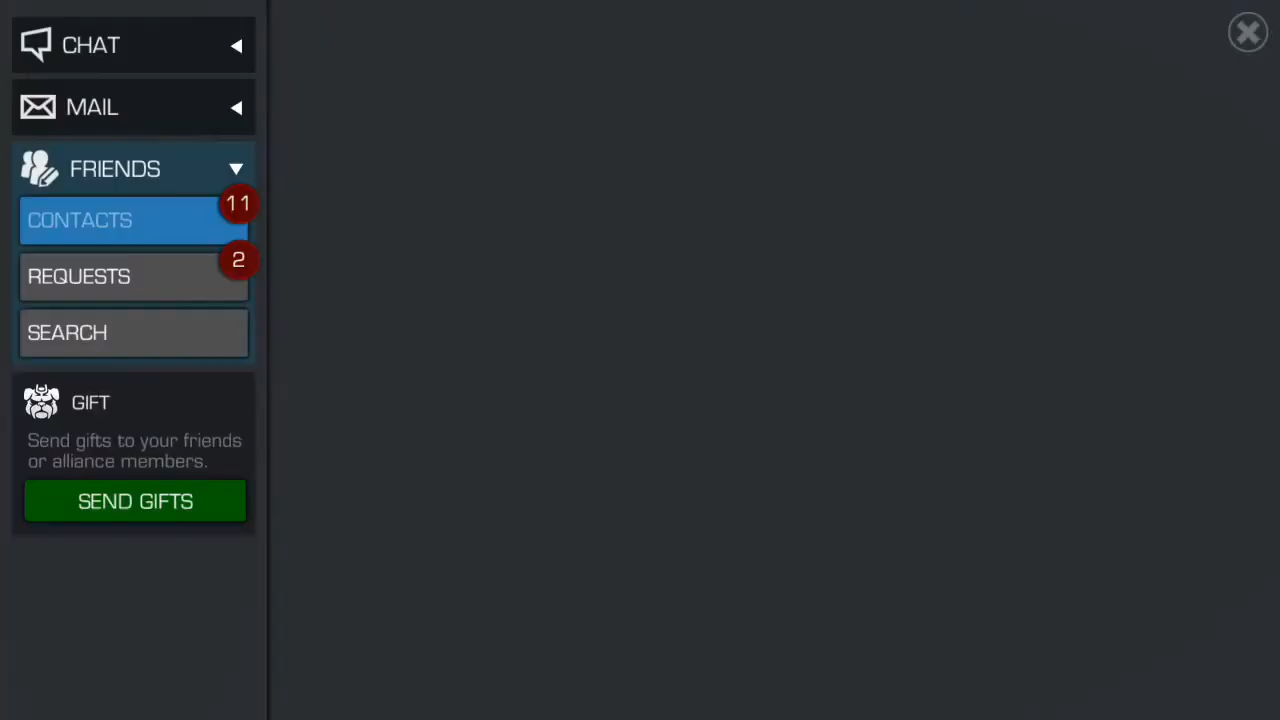 CHAT
MAIL
FRIENDS
11
CONTACTS
2
REQUESTS
SEARCH
GIFT
Send gifts to your friends
or alliance members.
SEND GIFTS